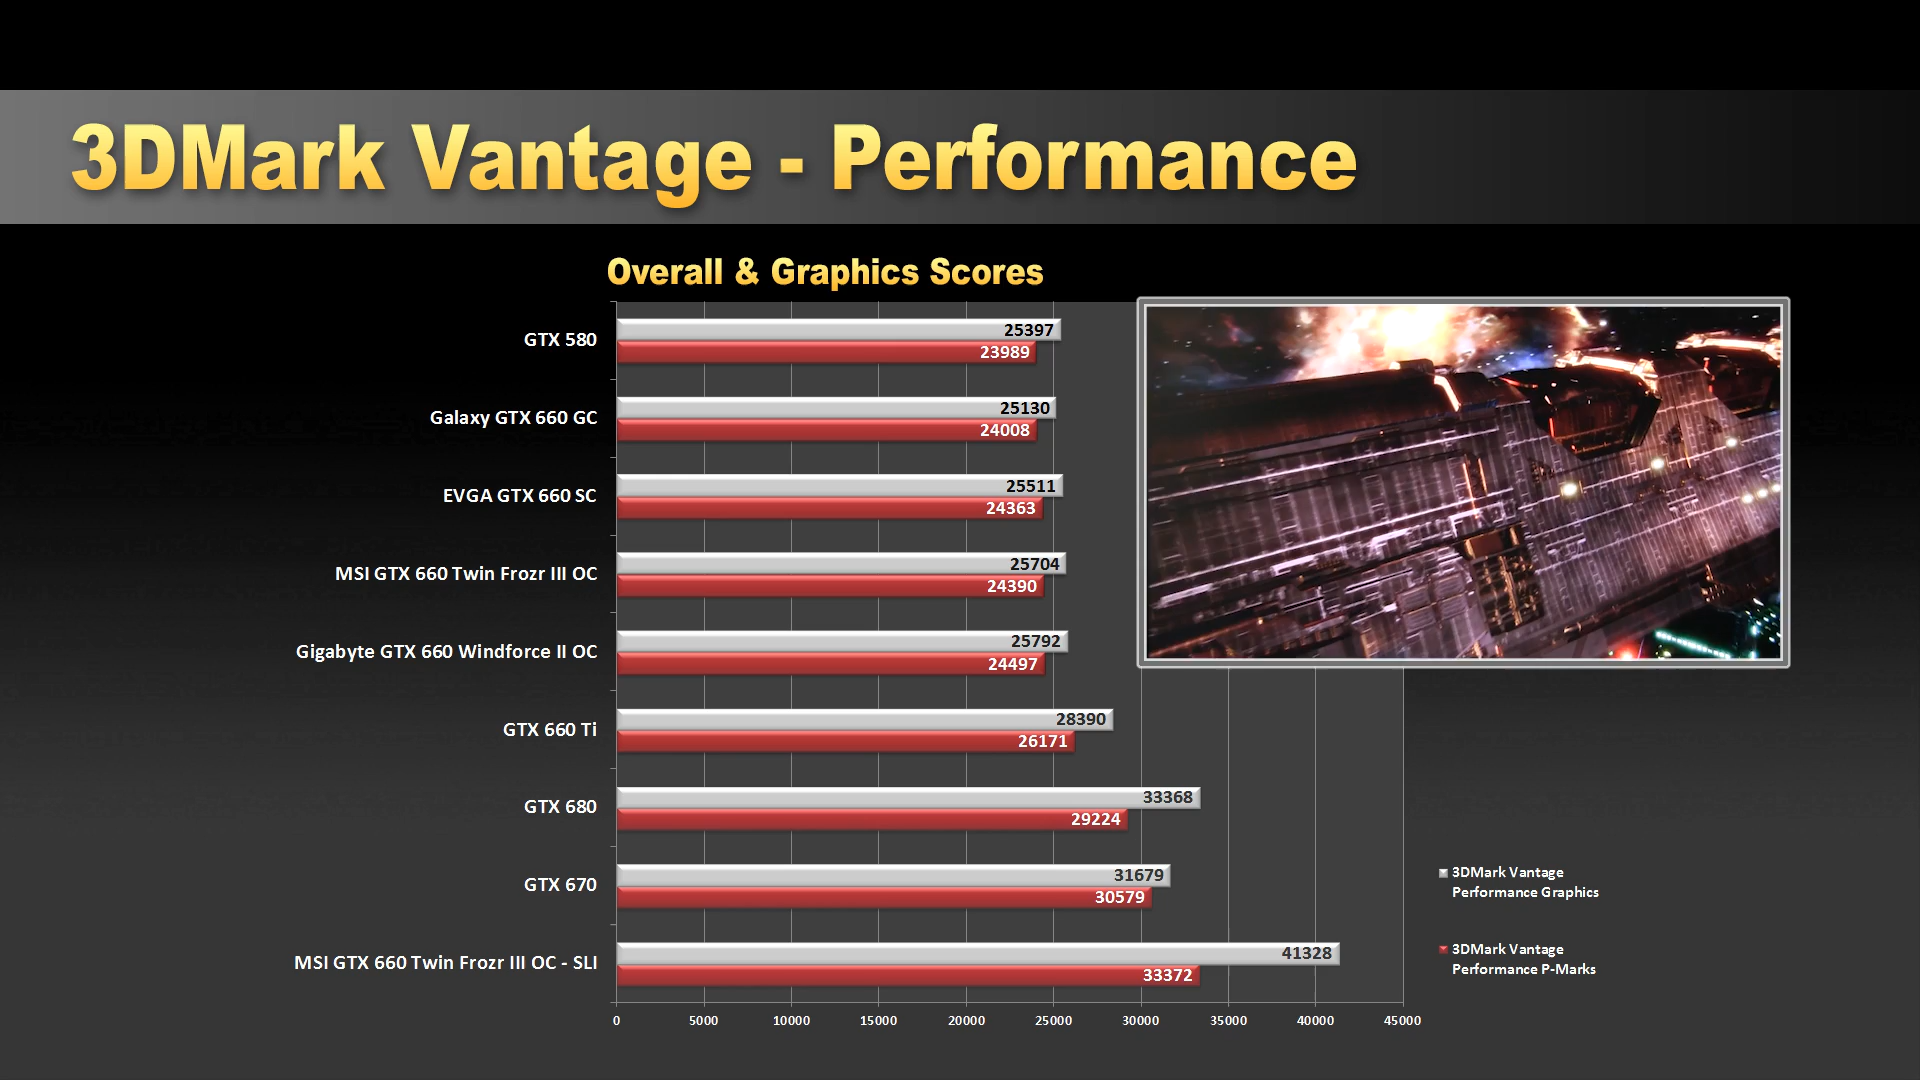 3DMark Vantage - Performance
Overall & Graphics Scores
GTX 580
25397
23989
Galaxy GTX 660 GC
25130
24008
EVGA GTX 660 SC
25511
24363
MSI GTX 660 Twin Frozr III OC
25704
24390
Gigabyte GTX 660 Windforce II OC
25792
24497
GTX 660 Ti
28390
26171
GTX 680
33368
29224
GTX 670
31679
30579
MSI GTX 660 Twin Frozr III OC - SLI
41328
33372
3DMark Vantage
Performance Graphics
3DMark Vantage
Performance P-Marks
0 5000 10000 15000 20000 25000 30000 35000 40000 45000